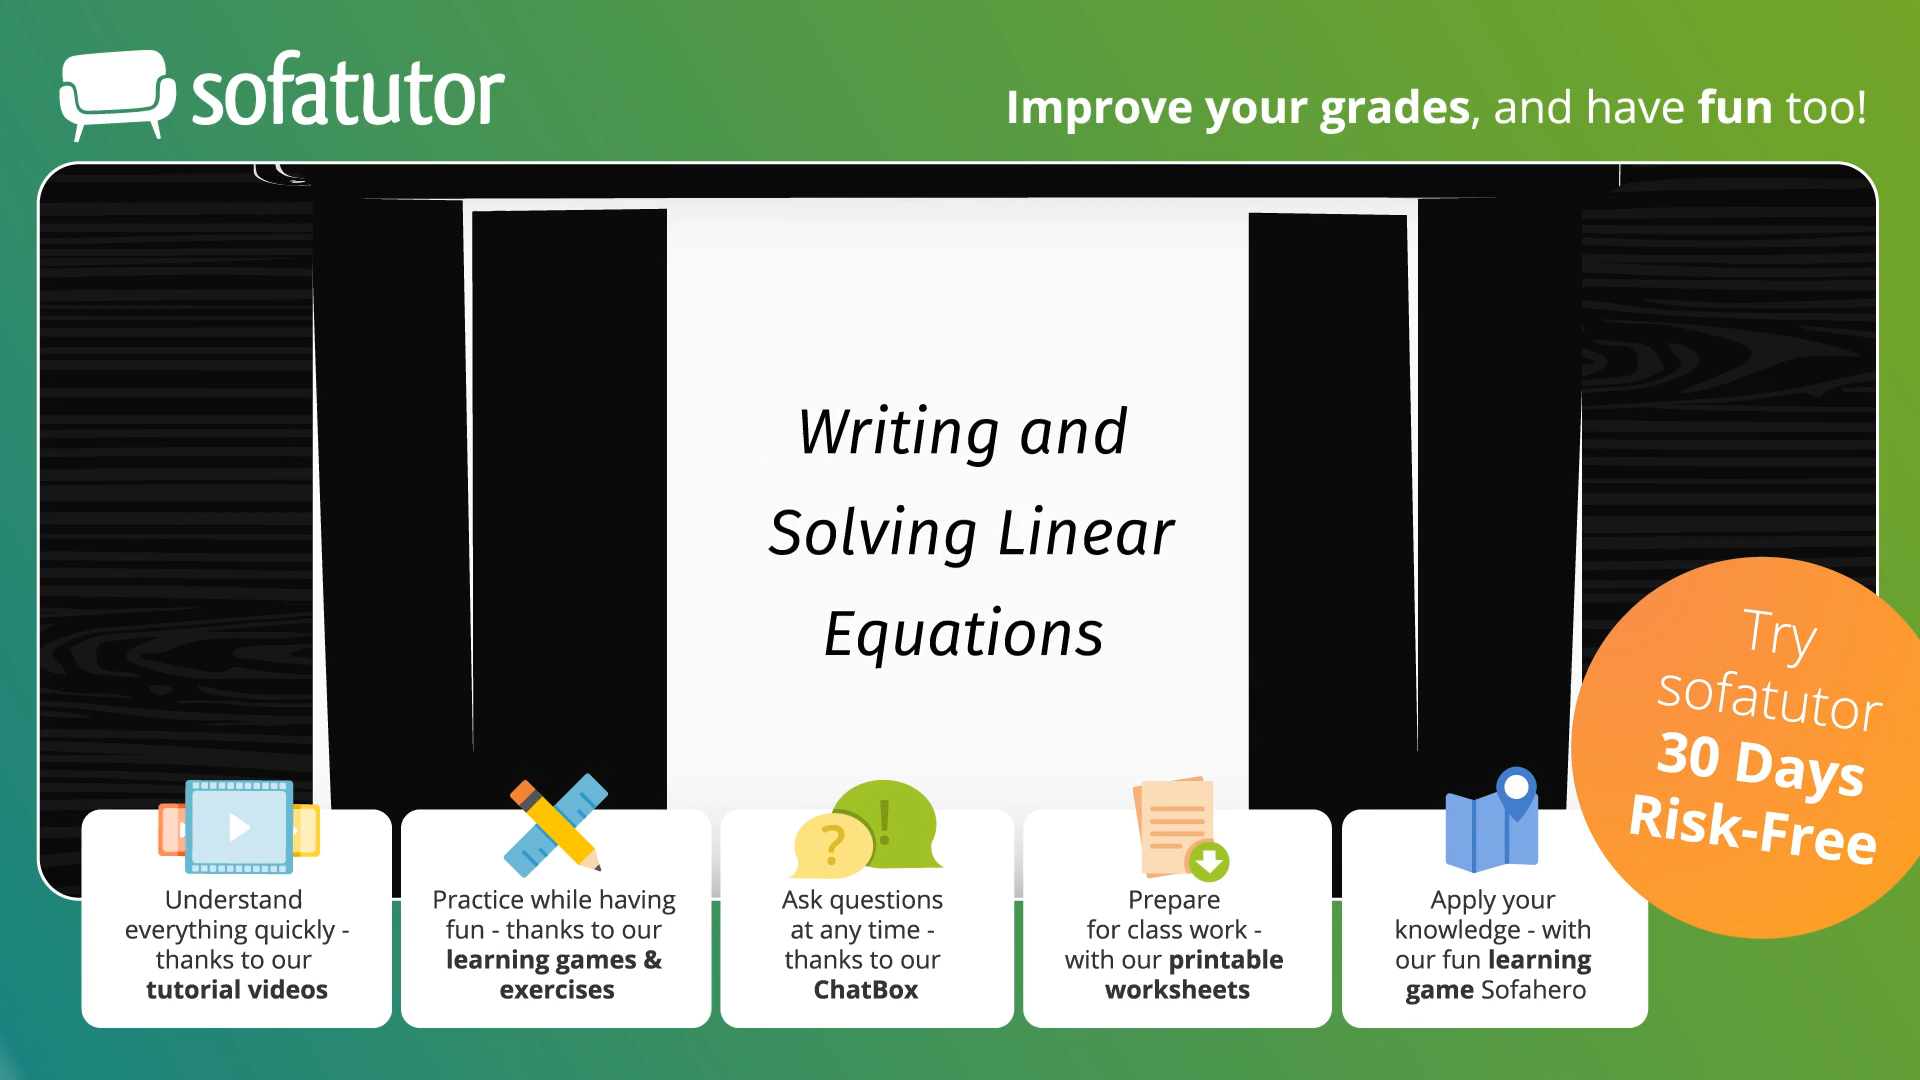 sofatutor
Improve your grades, and have fun too!
Writing and
Solving Linear
Equations
Try
sofatutor
30 Days
Risk-Free
Understand
everything quickly -
thanks to our
tutorial videos
Practice while having
fun - thanks to our
learning games &
exercises
?
!
Ask questions
at any time -
thanks to our
ChatBox
Prepare
for class work -
with our printable
worksheets
Apply your
knowledge - with
our fun learning
game Sofahero